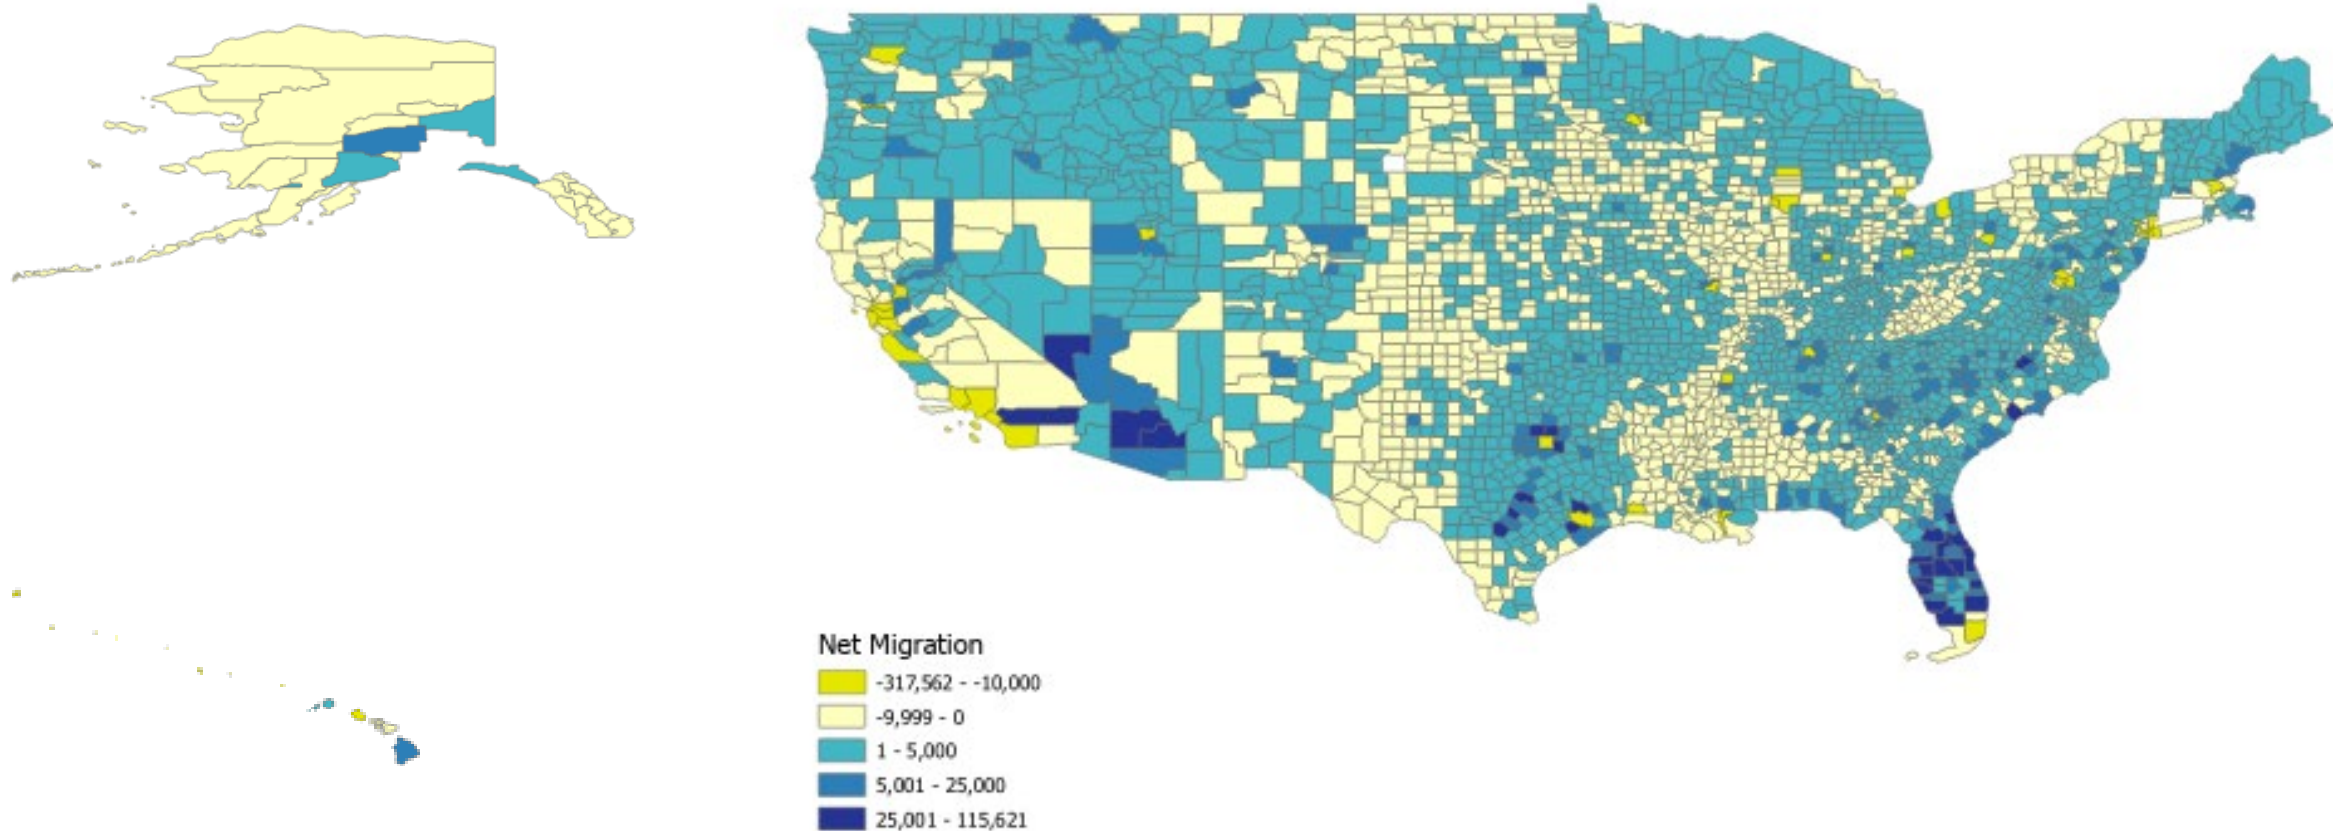 Net Migration
-317,562 - -10,000
-9,999 - 0
1 - 5,000
5,001 - 25,000
25,001 - 115,621